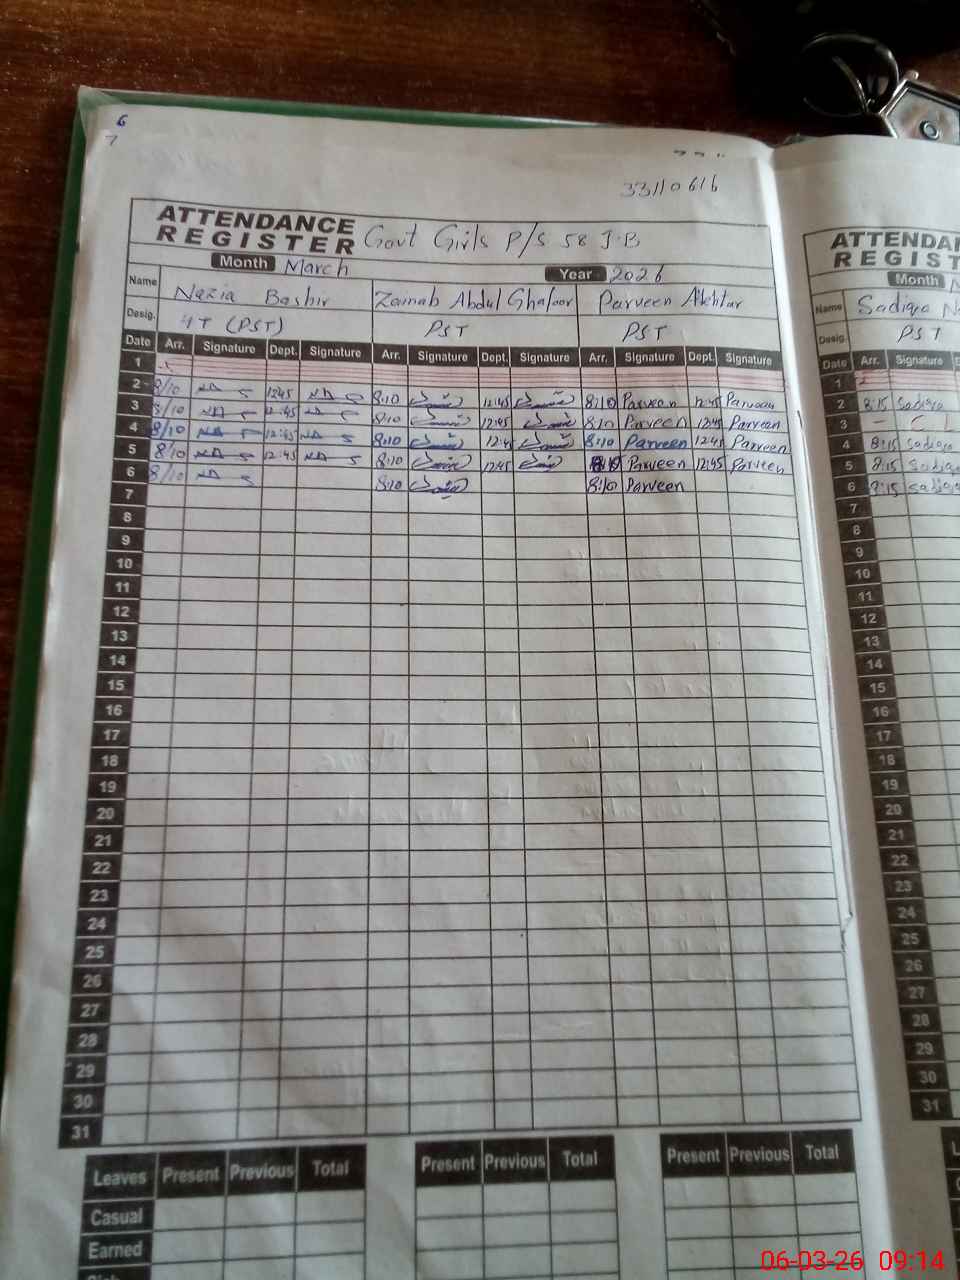 6
7
33110616
ATTENDANCE REGISTER Govt Girls P/S 58 J.B
Month March Year 2026
Name Nazia Bashir Zainab Abdul Ghafoor Parveen Akhtar
Desig. HT (PST) PST PST
Date Arr. Signature Dept. Signature Arr. Signature Dept. Signature Arr. Signature Dept. Signature
1
2 8/10 12:45 8:10 12:45 8:10 Parveen 12:45 Parveen
3 8/10 12:45 8:10 12:45 8:10 Parveen 12:45 Parveen
4 8/10 12:45 8:10 12:45 8:10 Parveen 12:45 Parveen
5 8/10 12:45 8:10 12:45 Parveen 12:45 Parveen
6 8/10 8:10 8:10 Parveen
7
8
9
10
11
12
13
14
15
16
17
18
19
20
21
22
23
24
25
26
27
28
29
30
31
Leaves Present Previous Total Present Previous Total Present Previous Total
Casual
Earned
ATTENDAN
REGIST
Month
Name Sadiqa
Desig. PST
Date Arr. Signature
1
2 8:15 Sadiqa
3 - C L
4 8:15 Sadiqa
5 8:15 Sadiqa
6 8:15 Sadiqa
7
8
9
10
11
12
13
14
15
16
17
18
19
20
21
22
23
24
25
26
27
28
29
30
31
06-03-26 09:14